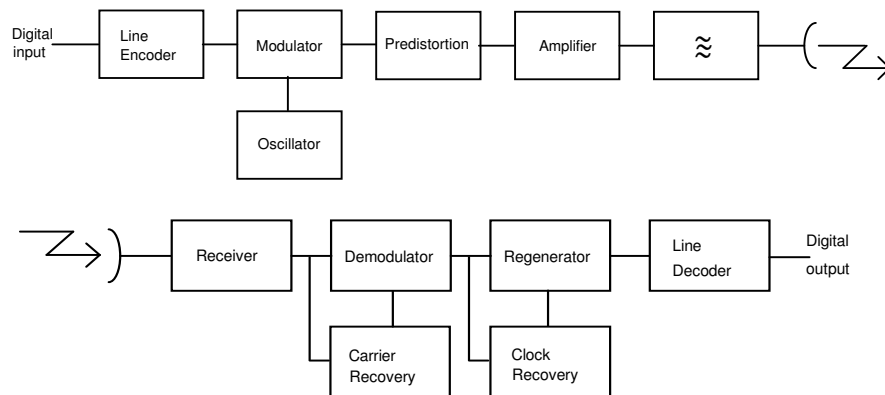 Digital
input
Line
Encoder
Modulator
Predistortion
Amplifier
≋
Oscillator
Receiver
Demodulator
Regenerator
Line
Decoder
Digital
output
Carrier
Recovery
Clock
Recovery